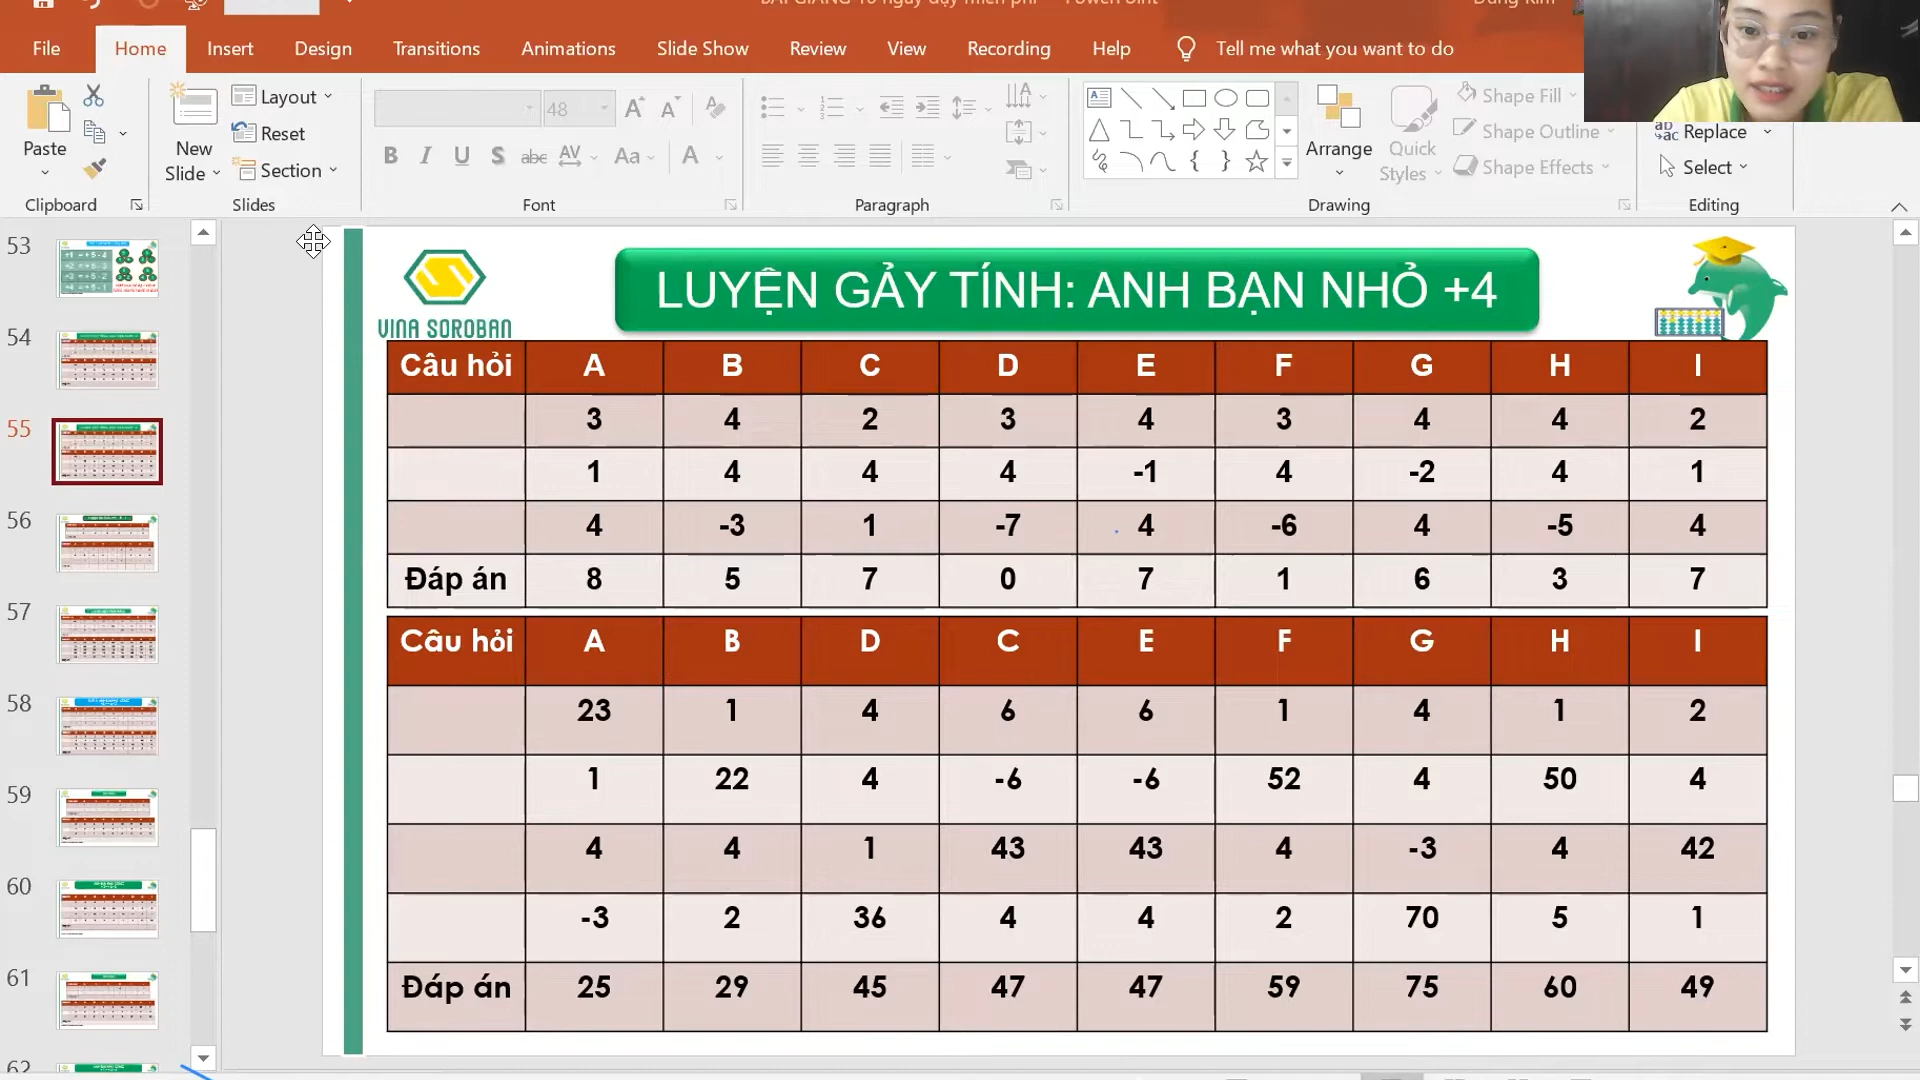 File Home Insert Design Transitions Animations Slide Show Review View Recording Help Tell me what you want to do
Paste
Clipboard
New Slide
Layout
Reset
Section
Slides
48
B I U S abc AV Aa A
Font
Paragraph
Arrange
Quick Styles
Shape Fill
Shape Outline
Shape Effects
Drawing
Replace
Select
Editing
53
54
55
56
57
58
59
60
61
62
VINA SOROBAN
LUYỆN GẢY TÍNH: ANH BẠN NHỎ +4
Câu hỏi A B C D E F G H I
3 4 2 3 4 3 4 4 2
1 4 4 4 -1 4 -2 4 1
4 -3 1 -7 4 -6 4 -5 4
Đáp án 8 5 7 0 7 1 6 3 7
Câu hỏi A B D C E F G H I
23 1 4 6 6 1 4 1 2
1 22 4 -6 -6 52 4 50 4
4 4 1 43 43 4 -3 4 42
-3 2 36 4 4 2 70 5 1
Đáp án 25 29 45 47 47 59 75 60 49